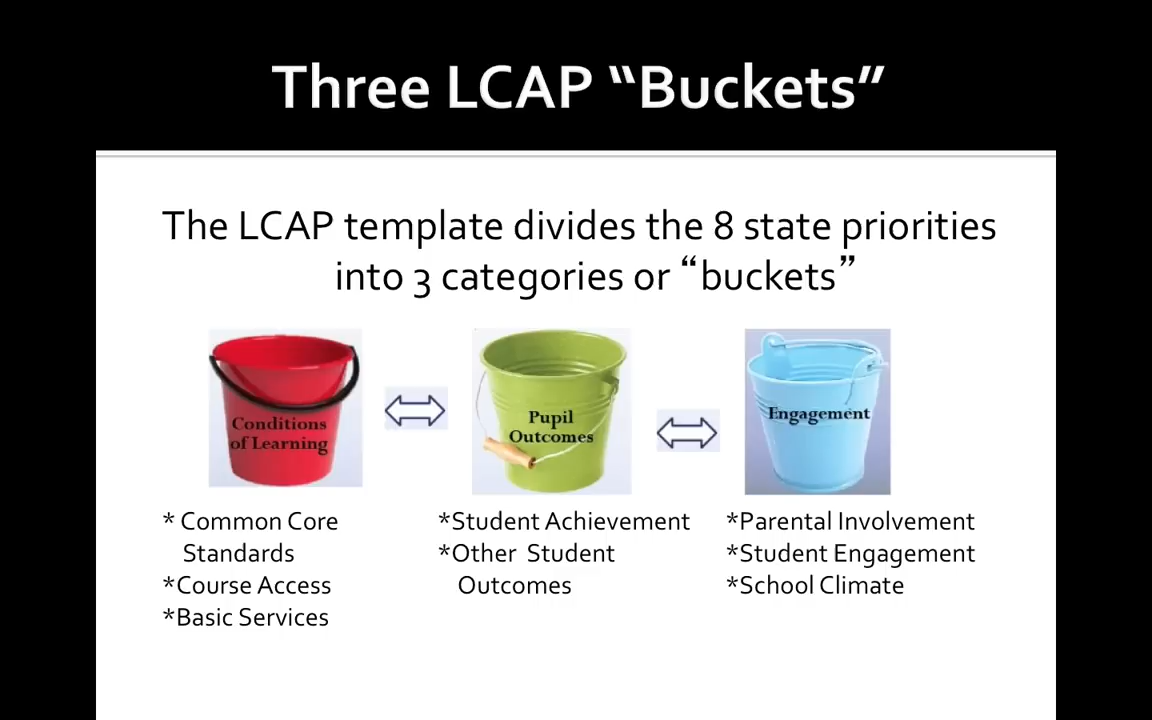 Three LCAP “Buckets”
The LCAP template divides the 8 state priorities
into 3 categories or “buckets”
Conditions
of Learning
Pupil
Outcomes
Engagement
* Common Core
Standards
*Course Access
*Basic Services
*Student Achievement
*Other Student
Outcomes
*Parental Involvement
*Student Engagement
*School Climate